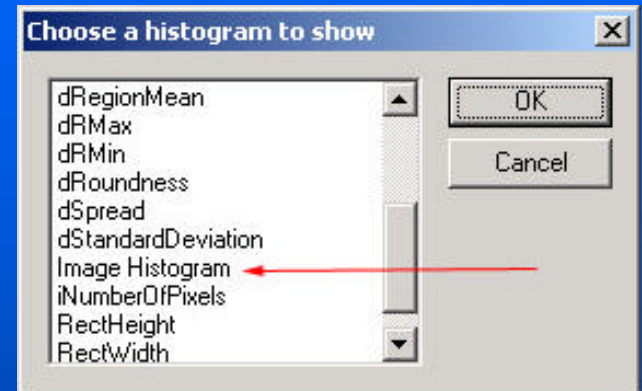 Choose a histogram to show
dRegionMean
dRMax
dRMin
dRoundness
dSpread
dStandardDeviation
Image Histogram
iNumberOfPixels
RectHeight
RectWidth
OK
Cancel